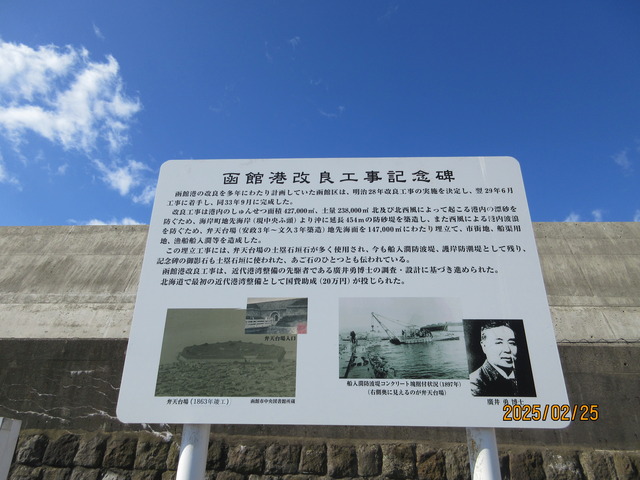 函館港改良工事記念碑
函館港の改良を多年にわたり計画していた函館区は、明治28年改良工事の実施を決定し、翌29年6月
工事に着手し、同33年9月に完成した。
改良工事は港内のしゅんせつ面積427,000㎡、土量238,000㎥北及び北西風によって起こる港内の漂砂を
防ぐため、海岸町地先海岸(現中央ふ頭)より沖に延長454mの防砂堤を築造し、また西風による港内波浪
を防ぐため、弁天台場(安政3年～文久3年築造)地先海面を147,000㎡にわたり埋立て、市街地、船渠用
地、漁船船入澗等を造成した。
この埋立工事には、弁天台場の土塁石垣石が多く使用され、今も船入澗防波堤、護岸防潮堤として残り、
記念碑の御影石も土塁石垣に使われた、あご石のひとつとも伝わている。
函館港改良工事は、近代港湾整備の先駆者である廣井勇博士の調査・設計に基づき進められた。
北海道で最初の近代港湾整備として国費助成(20万円)が投じられた。
弁天台場入口
弁天台場(1863年竣工)
函館市中央図書館所蔵
船入澗防波堤コンクリート塊据付状況(1897年)
(右側奥に見えるのが弁天台場)
廣井 勇 博士
2025/02/25